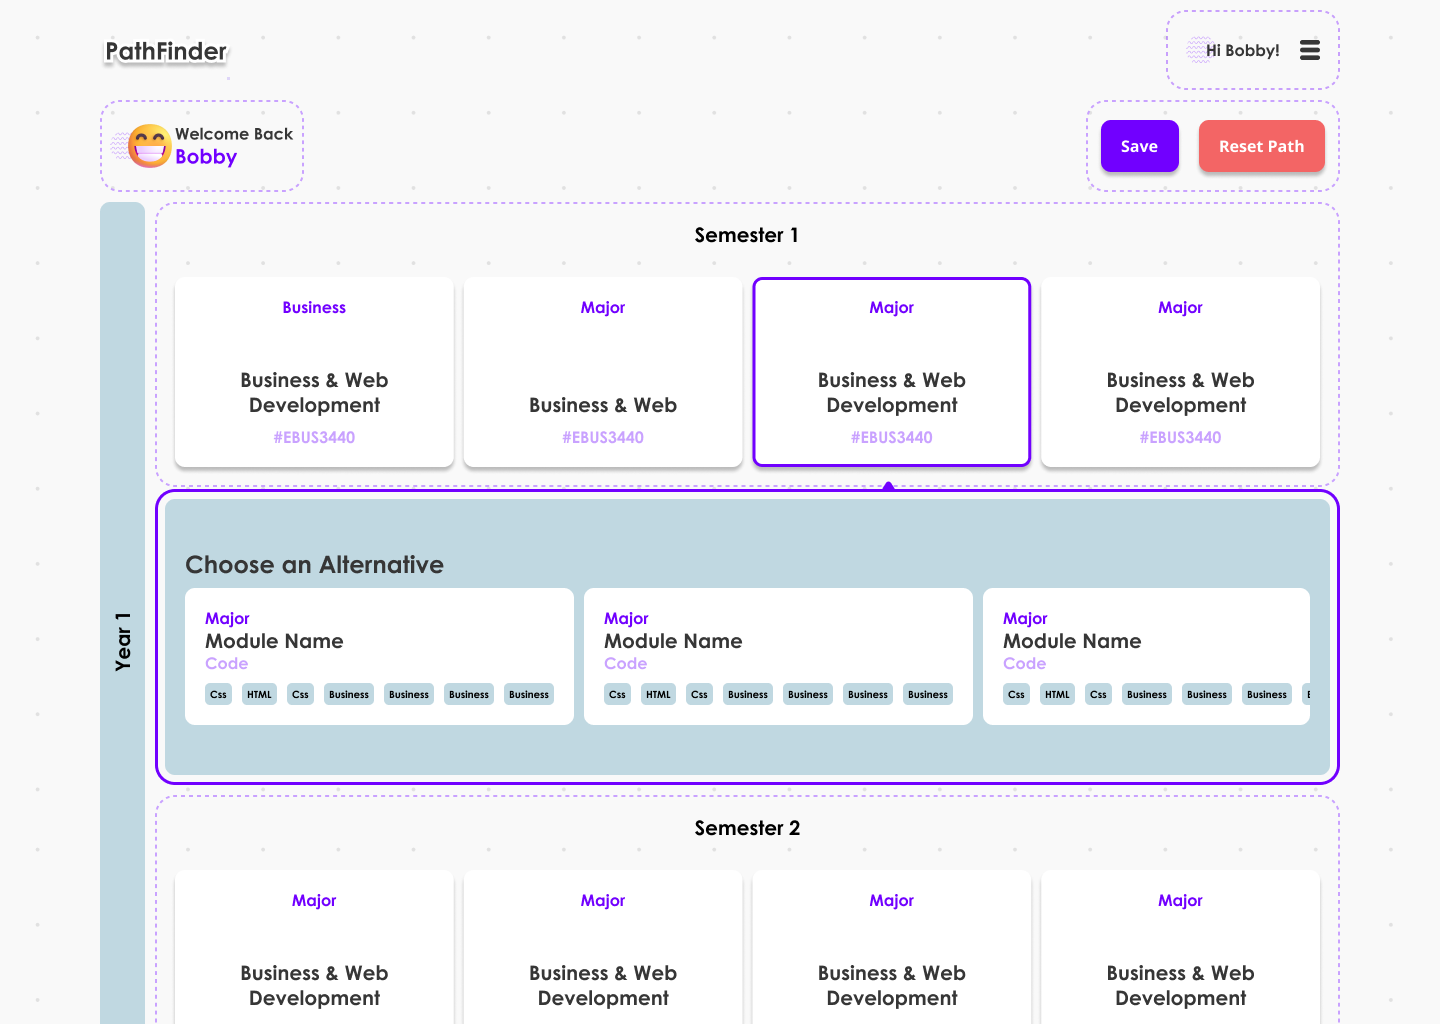 PathFinder
Hi Bobby!
Welcome Back
Bobby
Save
Reset Path
Year 1
Semester 1
Business
Business & Web
Development
#EBUS3440
Major
Business & Web
#EBUS3440
Major
Business & Web
Development
#EBUS3440
Major
Business & Web
Development
#EBUS3440
Choose an Alternative
Major
Module Name
Code
Css HTML Css Business Business Business Business
Major
Module Name
Code
Css HTML Css Business Business Business Business
Major
Module Name
Code
Css HTML Css Business Business Business
Semester 2
Major
Business & Web
Development
Major
Business & Web
Development
Major
Business & Web
Development
Major
Business & Web
Development